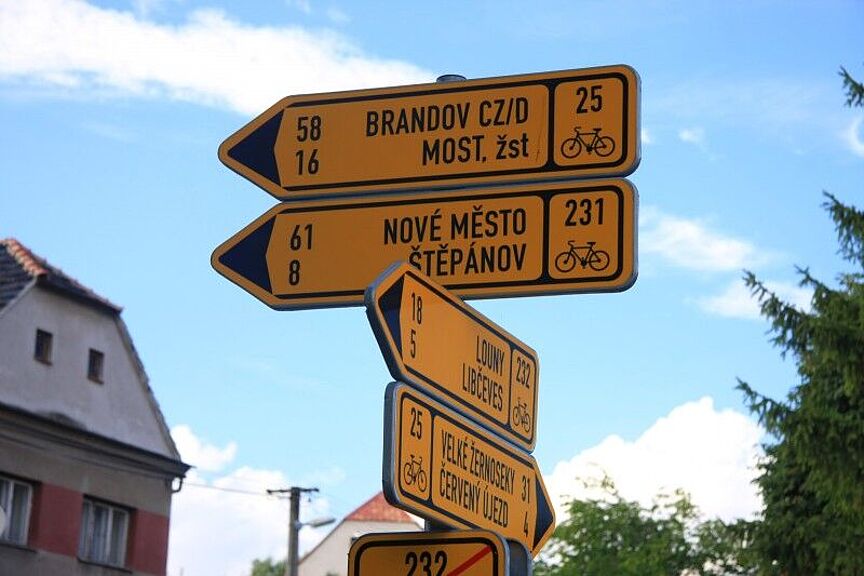 58 BRANDOV CZ/D 25
16 MOST, žst
61 NOVÉ MĚSTO 231
8 ŠTĚPÁNOV
18 LOUNY 232
5 LIBČEVES
25 VELKÉ ŽERNOSEKY 31
ČERVENÝ ÚJEZD 4
232